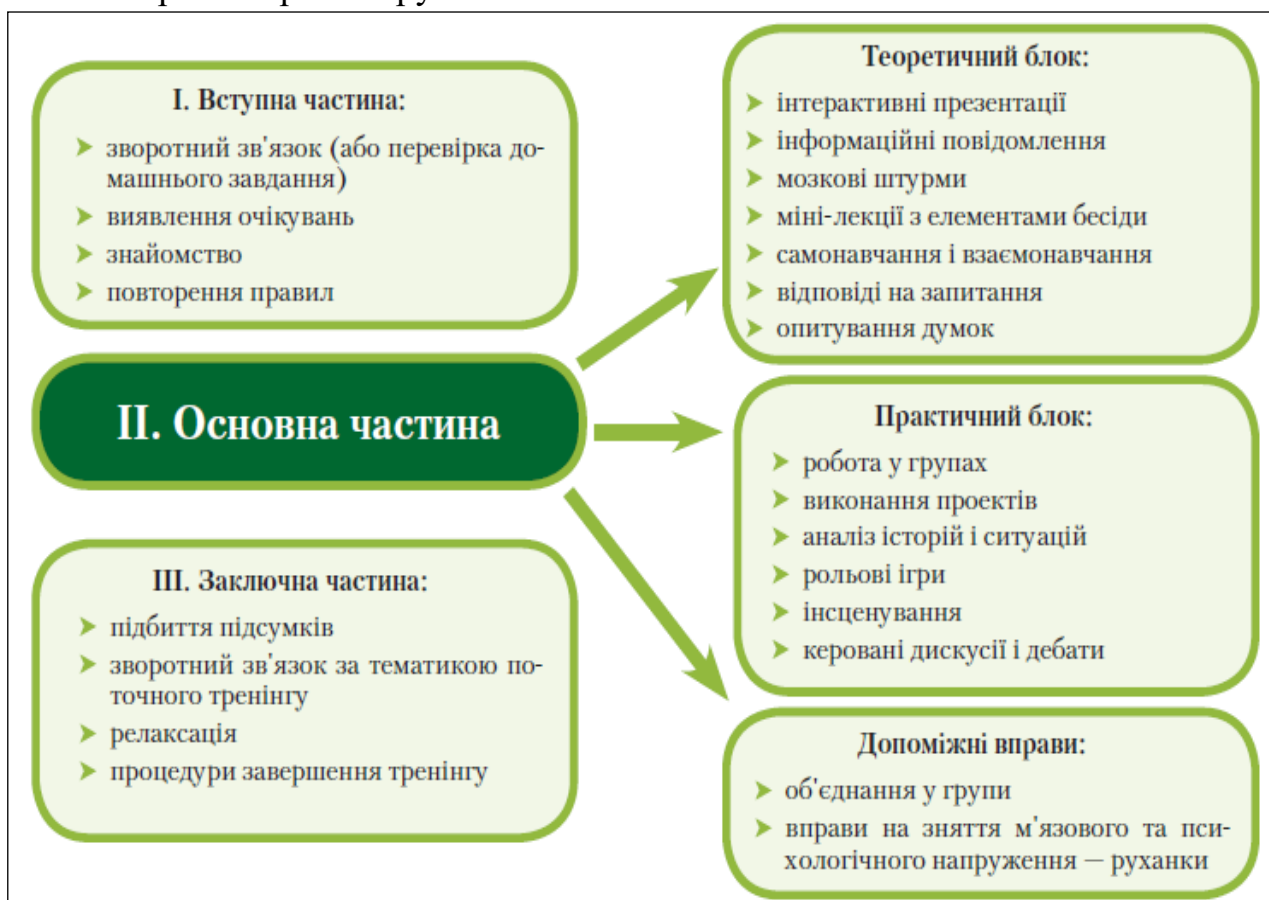 І. Вступна частина:
➤ зворотний зв'язок (або перевірка до-
машнього завдання)
➤ виявлення очікувань
➤ знайомство
➤ повторення правил
ІІ. Основна частина
ІІІ. Заключна частина:
➤ підбиття підсумків
➤ зворотний зв'язок за тематикою по-
точного тренінгу
➤ релаксація
➤ процедури завершення тренінгу
Теоретичний блок:
➤ інтерактивні презентації
➤ інформаційні повідомлення
➤ мозкові штурми
➤ міні-лекції з елементами бесіди
➤ самонавчання і взаємонавчання
➤ відповіді на запитання
➤ опитування думок
Практичний блок:
➤ робота у групах
➤ виконання проектів
➤ аналіз історій і ситуацій
➤ рольові ігри
➤ інсценування
➤ керовані дискусії і дебати
Допоміжні вправи:
➤ об'єднання у групи
➤ вправи на зняття м'язового та пси-
хологічного напруження — руханки